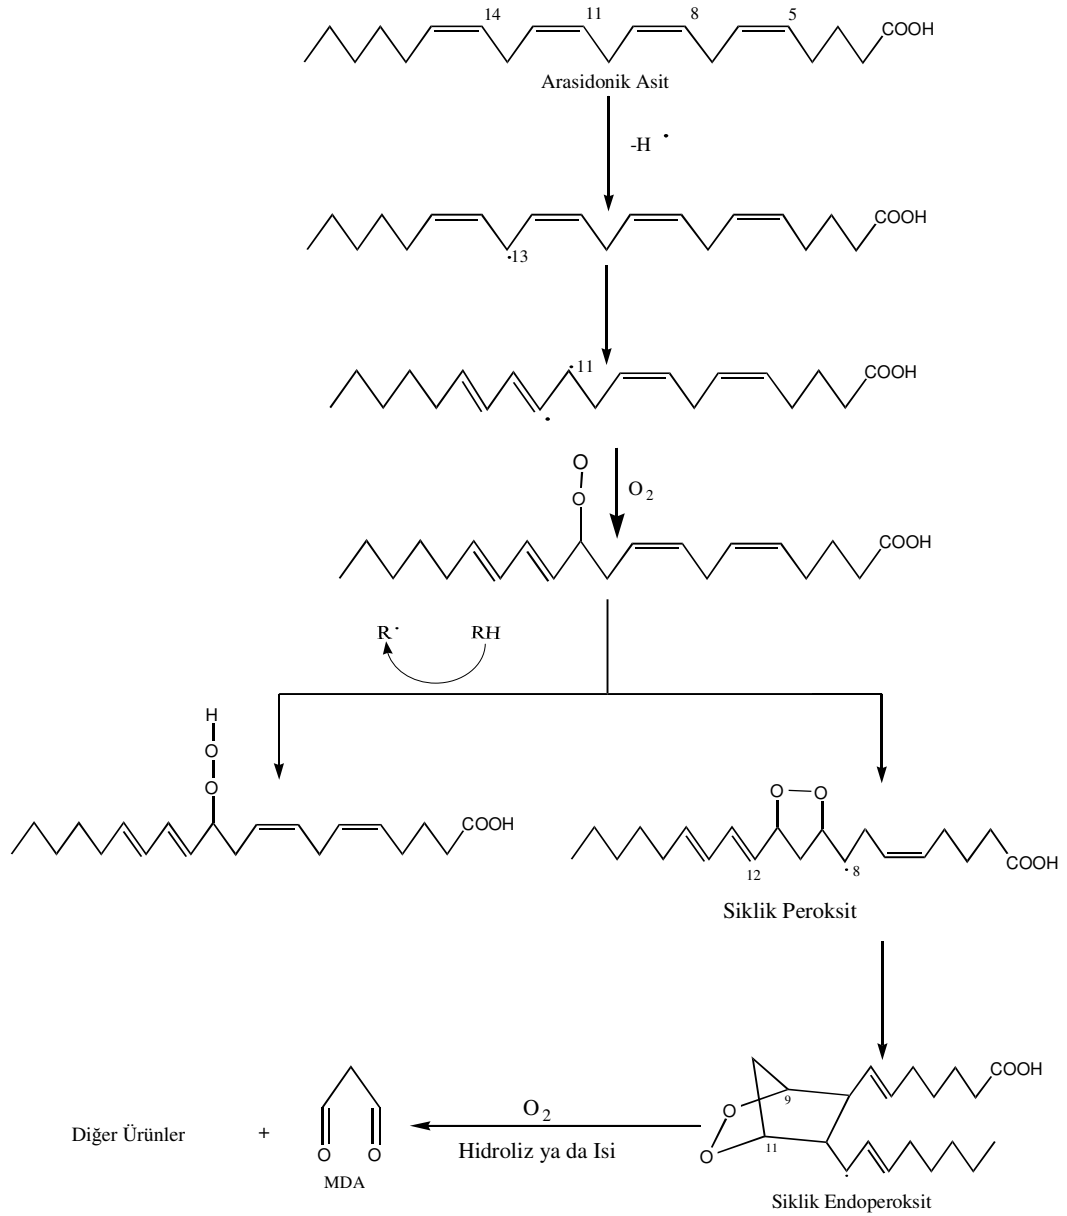 14 11 8 5
COOH
Arasidonik Asit
-H ·
COOH
·13
·11
COOH
O
O
O2
COOH
R· RH
H
O
O
COOH
O O
12 ·8
COOH
Siklik Peroksit
COOH
9
O
O
11
O2
Hidroliz ya da Isi
Diğer Ürünler + O O
MDA
Siklik Endoperoksit